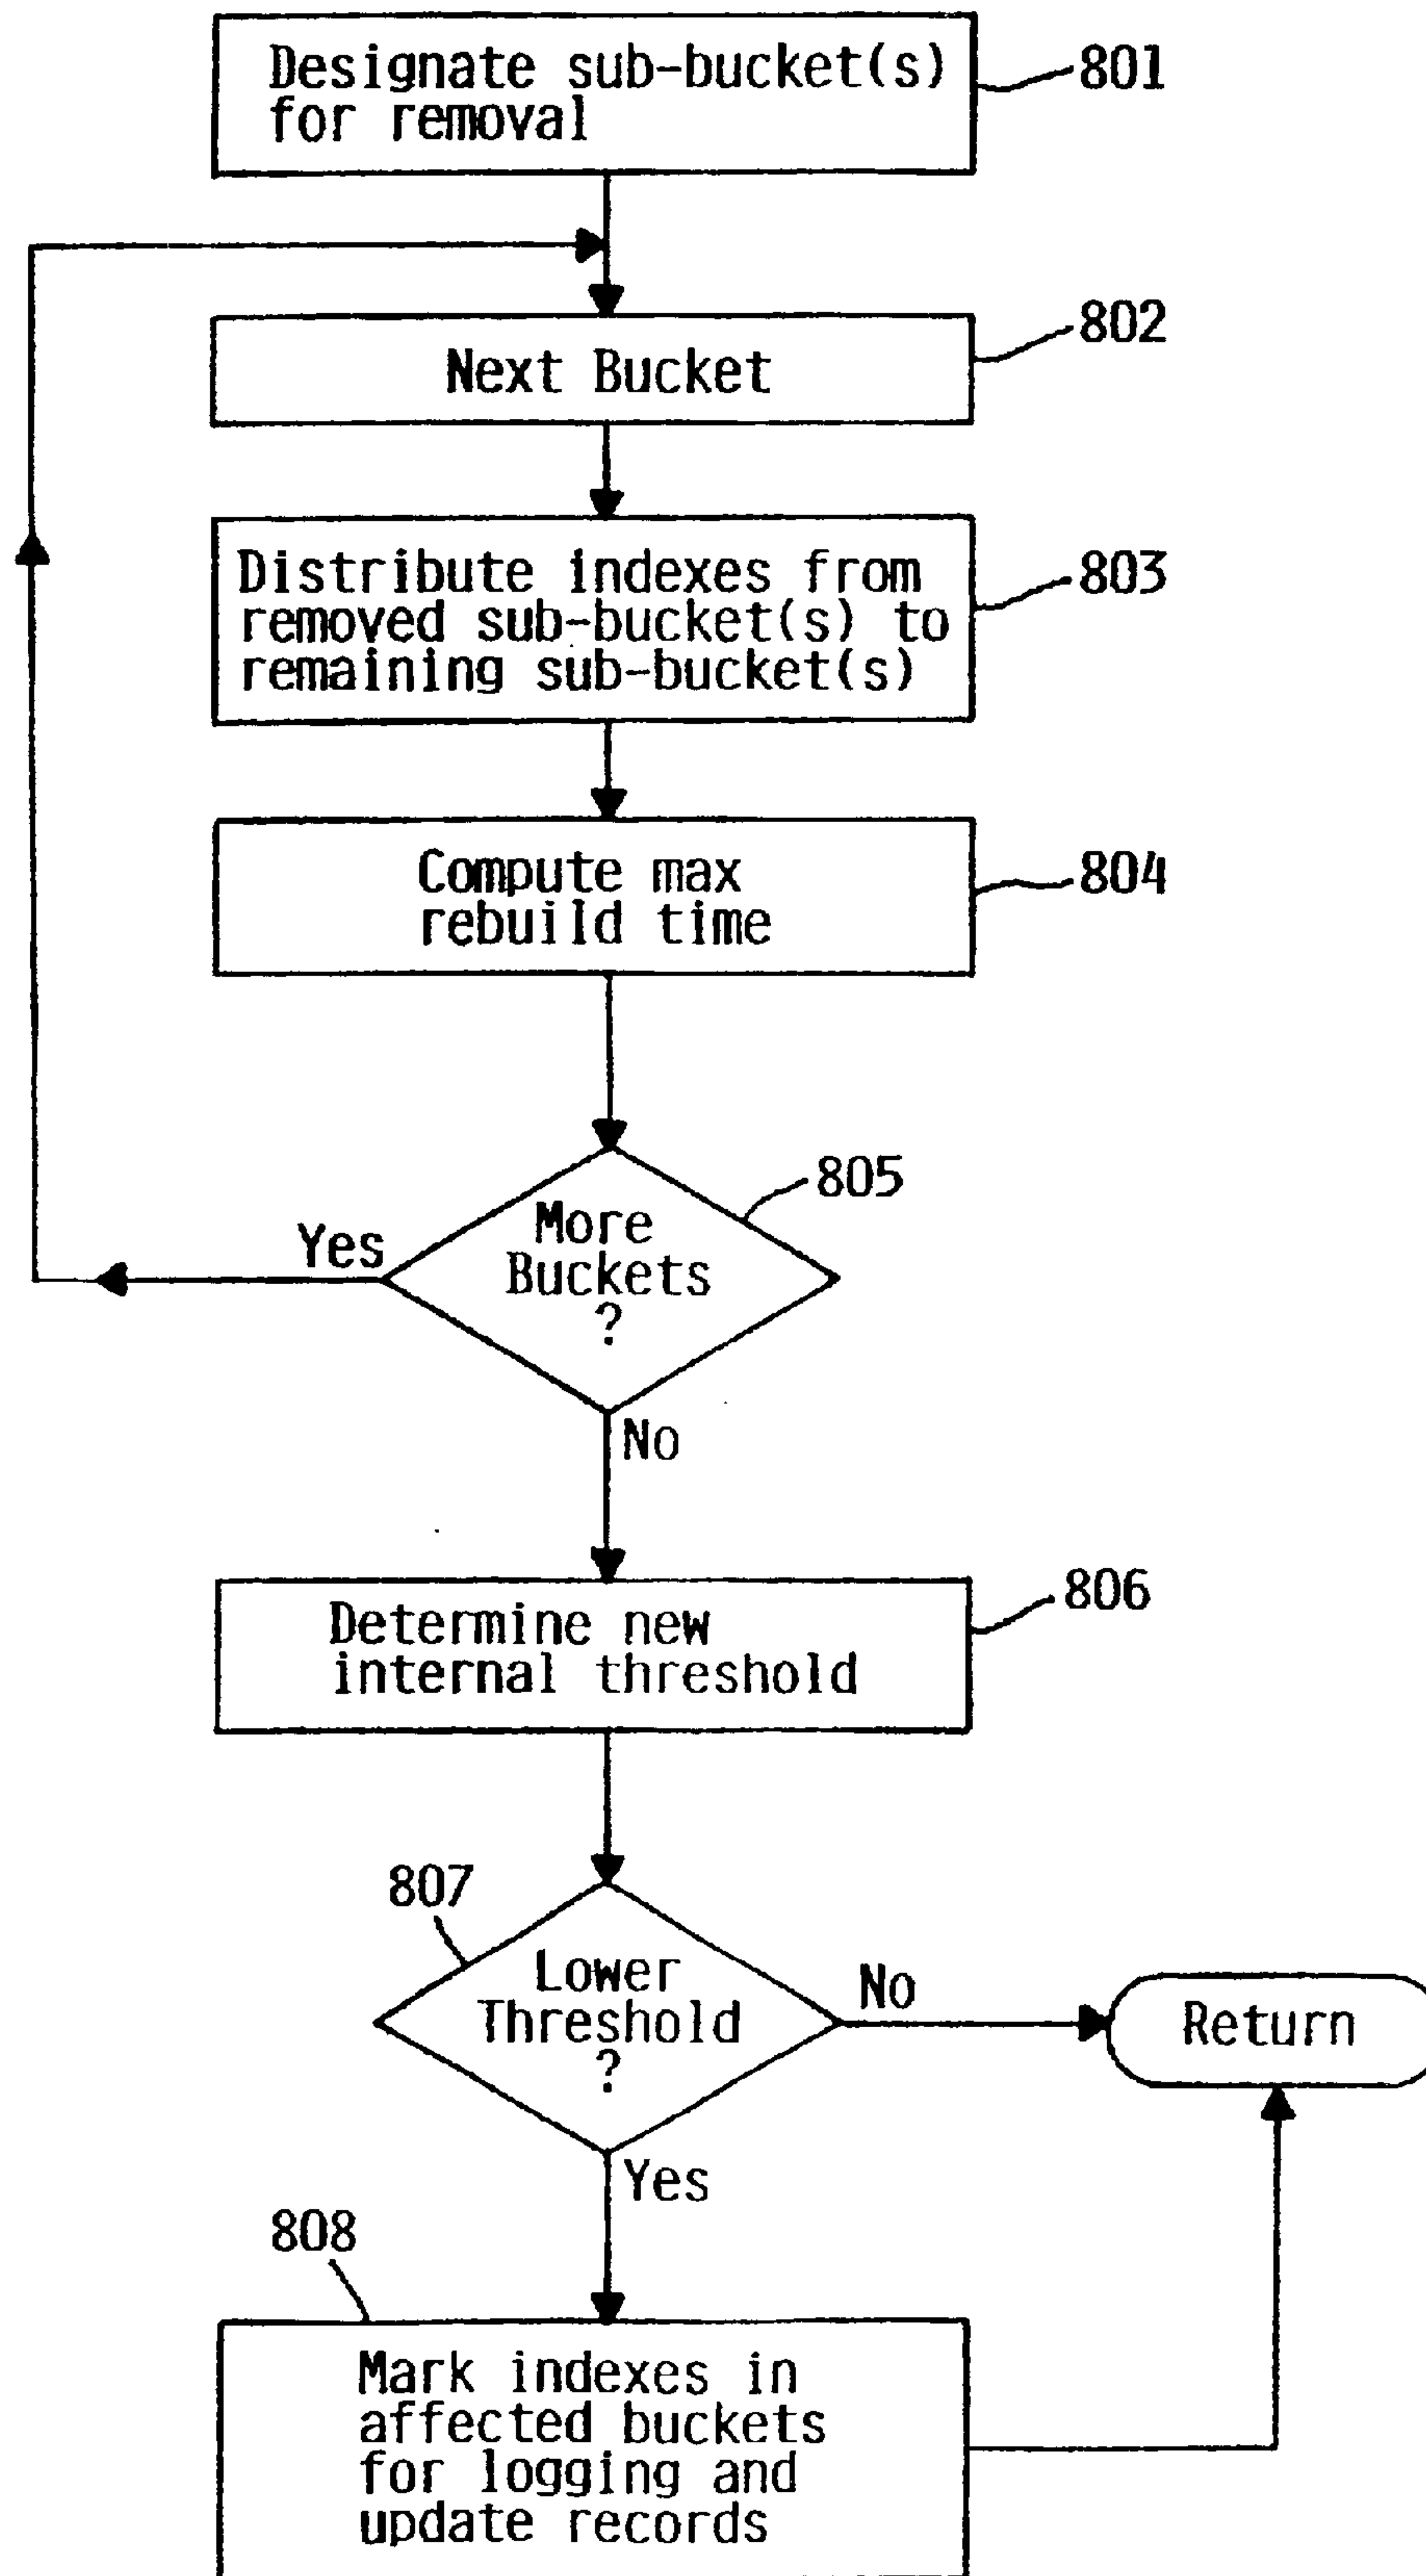 Designate sub-bucket(s)
for removal
801
Next Bucket
802
Distribute indexes from
removed sub-bucket(s) to
remaining sub-bucket(s)
803
Compute max
rebuild time
804
More
Buckets
?
805
Yes
No
Determine new
internal threshold
806
807
Lower
Threshold
?
No
Return
Yes
808
Mark indexes in
affected buckets
for logging and
update records